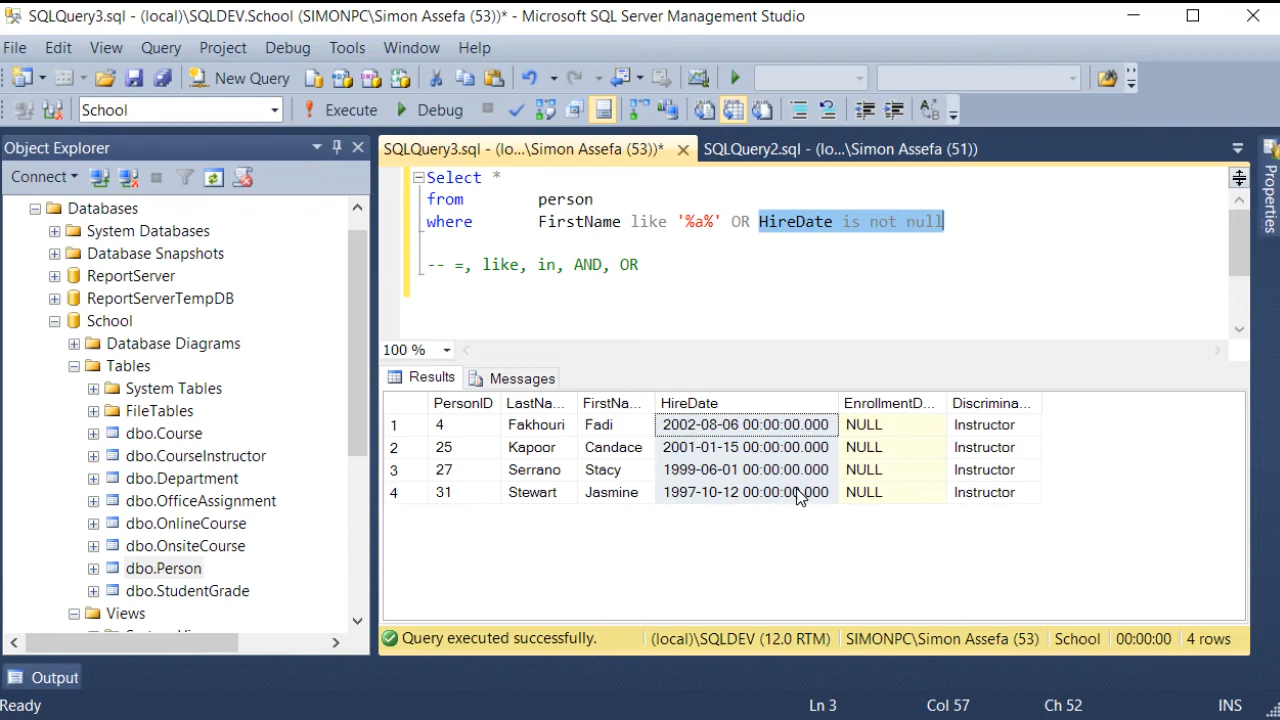 SQLQuery3.sql - (local)\SQLDEV.School (SIMONPC\Simon Assefa (53))* - Microsoft SQL Server Management Studio
File Edit View Query Project Debug Tools Window Help
New Query
School Execute Debug
Object Explorer
Connect
Databases
System Databases
Database Snapshots
ReportServer
ReportServerTempDB
School
Database Diagrams
Tables
System Tables
FileTables
dbo.Course
dbo.CourseInstructor
dbo.Department
dbo.OfficeAssignment
dbo.OnlineCourse
dbo.OnsiteCourse
dbo.Person
dbo.StudentGrade
Views
SQLQuery3.sql - (lo...\Simon Assefa (53))* SQLQuery2.sql - (lo...\Simon Assefa (51))
Properties
Select *
from person
where FirstName like '%a%' OR HireDate is not null
-- =, like, in, AND, OR
100 %
Results Messages
PersonID LastNa... FirstNa... HireDate EnrollmentD... Discrimina...
1 4 Fakhouri Fadi 2002-08-06 00:00:00.000 NULL Instructor
2 25 Kapoor Candace 2001-01-15 00:00:00.000 NULL Instructor
3 27 Serrano Stacy 1999-06-01 00:00:00.000 NULL Instructor
4 31 Stewart Jasmine 1997-10-12 00:00:00.000 NULL Instructor
Query executed successfully. (local)\SQLDEV (12.0 RTM) SIMONPC\Simon Assefa (53) School 00:00:00 4 rows
Output
Ready Ln 3 Col 57 Ch 52 INS